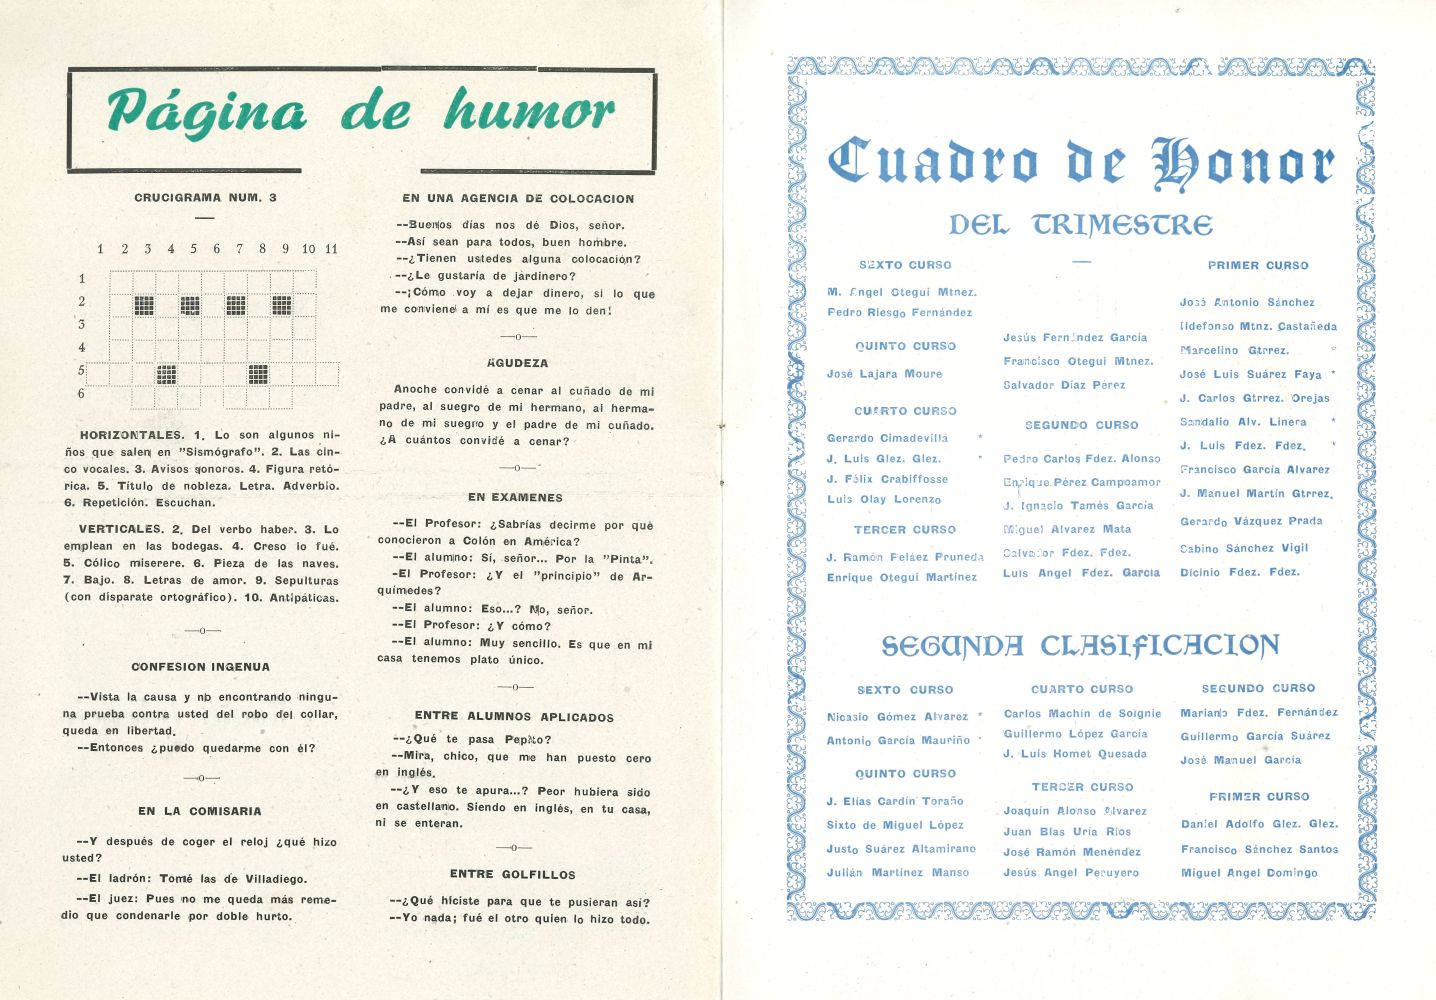 Página de humor
CRUCIGRAMA NUM. 3
1 2 3 4 5 6 7 8 9 10 11
1
2
3
4
5
6
HORIZONTALES. 1. Lo son algunos ni-
ños que salen en "Sismógrafo". 2. Las cin-
co vocales. 3. Avisos sonoros. 4. Figura retó-
rica. 5. Título de nobleza. Letra. Adverbio.
6. Repetición. Escuchan.
VERTICALES. 2. Del verbo haber. 3. Lo
emplean en las bodegas. 4. Creso lo fué.
5. Cólico miserere. 6. Pieza de las naves.
7. Bajo. 8. Letras de amor. 9. Sepulturas
(con disparate ortográfico). 10. Antipáticas.
—o—
CONFESION INGENUA
--Vista la causa y no encontrando ningu-
na prueba contra usted del robo del collar,
queda en libertad.
--Entonces ¿puedo quedarme con él?
—o—
EN LA COMISARIA
--Y después de coger el reloj ¿qué hizo
usted?
--El ladrón: Tomé las de Villadiego.
--El juez: Pues no me queda más reme-
dio que condenarle por doble hurto.
EN UNA AGENCIA DE COLOCACION
--Buenos días nos dé Dios, señor.
--Así sean para todos, buen hombre.
--¿Tienen ustedes alguna colocación?
--¿Le gustaría de jardinero?
--¡Cómo voy a dejar dinero, si lo que
me conviene a mí es que me lo den!
—o—
AGUDEZA
Anoche convidé a cenar al cuñado de mi
padre, al suegro de mi hermano, al herma-
no de mi suegro y el padre de mi cuñado.
¿A cuántos convidé a cenar?
—o—
EN EXAMENES
--El Profesor: ¿Sabrías decirme por qué
conocieron a Colón en América?
--El alumno: Sí, señor... Por la "Pinta".
-El Profesor: ¿Y el "principio" de Ar-
químedes?
--El alumno: Eso...? No, señor.
--El Profesor: ¿Y cómo?
--El alumno: Muy sencillo. Es que en mi
casa tenemos plato único.
—o—
ENTRE ALUMNOS APLICADOS
--¿Qué te pasa Pepito?
--Mira, chico, que me han puesto cero
en inglés.
--¿Y eso te apura...? Peor hubiera sido
en castellano. Siendo en inglés, en tu casa,
ni se enteran.
—o—
ENTRE GOLFILLOS
--¿Qué hiciste para que te pusieran así?
--Yo nada; fué el otro quien lo hizo todo.
Cuadro de Honor
DEL TRIMESTRE
SEXTO CURSO
M. Angel Otegui Mtnez.
Pedro Riesgo Fernández
QUINTO CURSO
José Lajara Moure
CUARTO CURSO
Gerardo Cimadevilla *
J. Luis Glez. Glez. *
J. Félix Crabiffosse
Luis Olay Lorenzo
TERCER CURSO
J. Ramón Peláez Pruneda
Enrique Otegui Martínez
Jesús Fernández García
Francisco Otegui Mtnez.
Salvador Díaz Pérez
SEGUNDO CURSO
Pedro Carlos Fdez. Alonso
Enrique Pérez Campoamor
J. Ignacio Tamés García
Miguel Alvarez Mata
Salvador Fdez. Fdez.
Luis Angel Fdez. García
PRIMER CURSO
José Antonio Sánchez
Ildefonso Mtnz. Castañeda
Marcelino Gtrrez. *
José Luis Suárez Faya *
J. Carlos Gtrrez. Orejas
Sandalio Alv. Linera *
J. Luis Fdez. Fdez. *
Francisco García Alvarez
J. Manuel Martín Gtrrez.
Gerardo Vázquez Prada
Sabino Sánchez Vigil
Dicinio Fdez. Fdez.
SEGUNDA CLASIFICACION
SEXTO CURSO
Nicasio Gómez Alvarez *
Antonio García Mauriño *
QUINTO CURSO
J. Elías Cardín Toraño
Sixto de Miguel López
Justo Suárez Altamirano
Julián Martínez Manso
CUARTO CURSO
Carlos Machín de Soignie
Guillermo López García
J. Luis Homet Quesada
TERCER CURSO
Joaquín Alonso Alvarez
Juan Blas Uría Ríos
José Ramón Menéndez
Jesús Angel Peruyero
SEGUNDO CURSO
Mariano Fdez. Fernández
Guillermo García Suárez
José Manuel García
PRIMER CURSO
Daniel Adolfo Glez. Glez.
Francisco Sánchez Santos
Miguel Angel Domingo